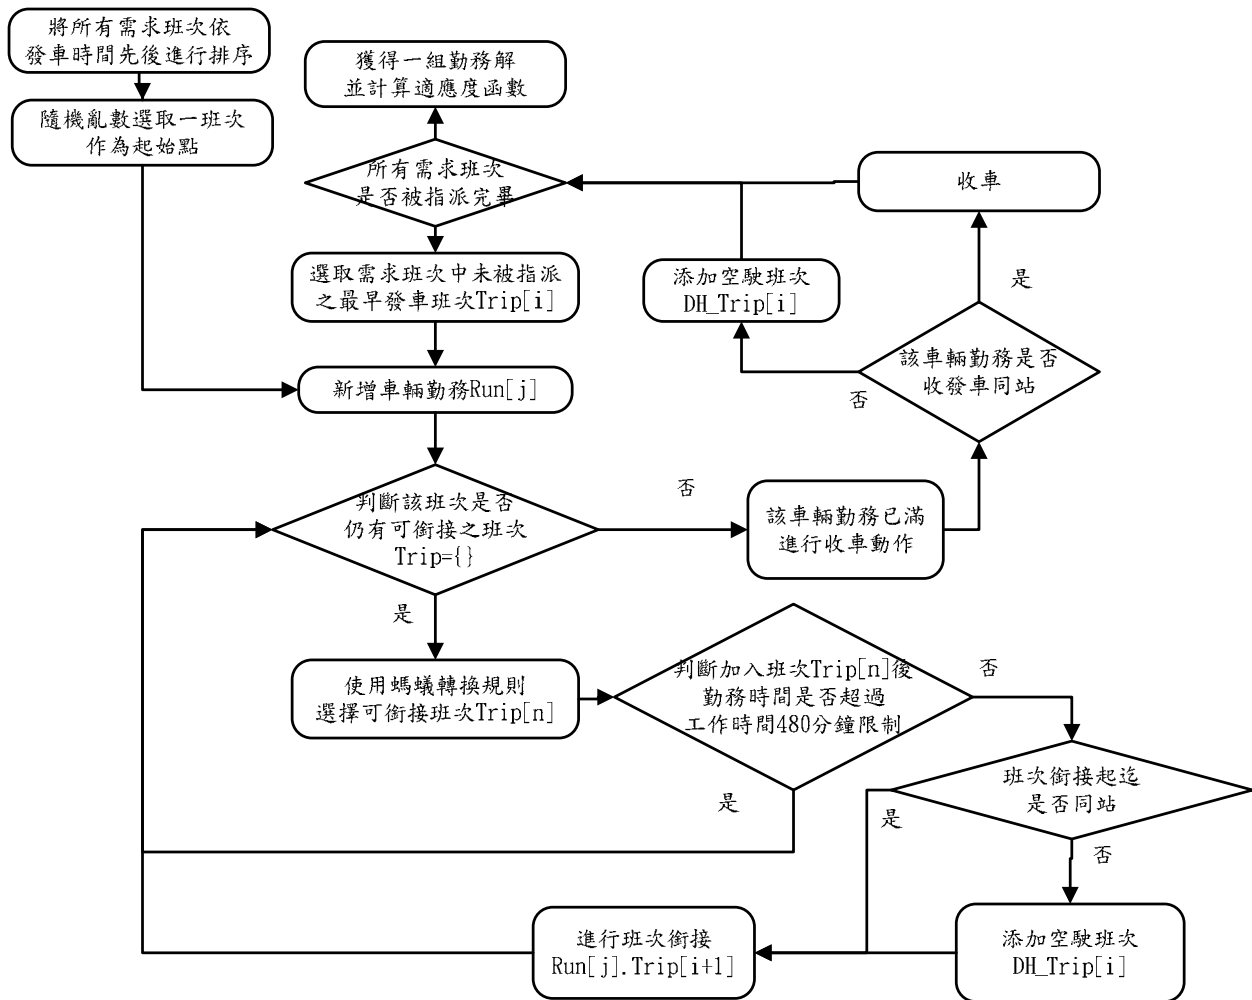 將所有需求班次依
發車時間先後進行排序
隨機亂數選取一班次
作為起始點
獲得一組勤務解
並計算適應度函數
所有需求班次
是否被指派完畢
選取需求班次中未被指派
之最早發車班次Trip[i]
新增車輛勤務Run[j]
收車
添加空駛班次
DH_Trip[i]
是
該車輛勤務是否
收發車同站
否
判斷該班次是否
仍有可銜接之班次
Trip={}
否
該車輛勤務已滿
進行收車動作
是
使用螞蟻轉換規則
選擇可銜接班次Trip[n]
判斷加入班次Trip[n]後
勤務時間是否超過
工作時間480分鐘限制
否
是
班次銜接起迄
是否同站
是
否
添加空駛班次
DH_Trip[i]
進行班次銜接
Run[j].Trip[i+1]